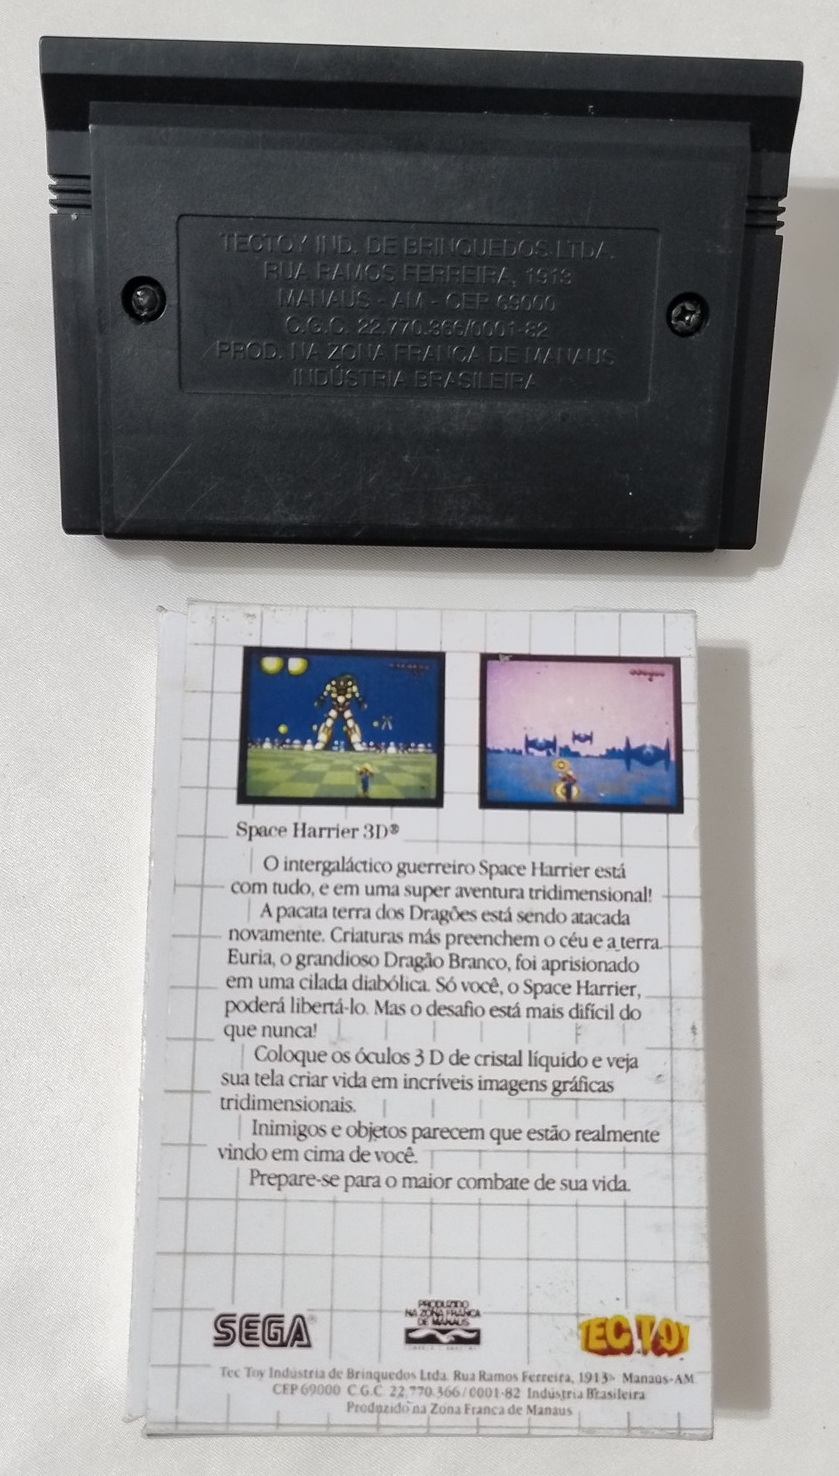 TECTOY IND. DE BRINQUEDOS LTDA.
RUA RAMOS FERREIRA, 1913
MANAUS - AM - CEP 69000
C.G.C. 22.770.366/0001-82
PROD. NA ZONA FRANCA DE MANAUS
INDÚSTRIA BRASILEIRA
Space Harrier 3D®
O intergaláctico guerreiro Space Harrier está
com tudo, e em uma super aventura tridimensional!
A pacata terra dos Dragões está sendo atacada
novamente. Criaturas más preenchem o céu e a terra.
Euria, o grandioso Dragão Branco, foi aprisionado
em uma cilada diabólica. Só você, o Space Harrier,
poderá libertá-lo. Mas o desafio está mais difícil do
que nunca!
Coloque os óculos 3 D de cristal líquido e veja
sua tela criar vida em incríveis imagens gráficas
tridimensionais.
Inimigos e objetos parecem que estão realmente
vindo em cima de você.
Prepare-se para o maior combate de sua vida.
SEGA®
PRODUZIDO
NA ZONA FRANCA
DE MANAUS
TEC TOY
Tec Toy Indústria de Brinquedos Ltda. Rua Ramos Ferreira, 1913 - Manaus-AM
CEP 69000 C.G.C. 22.770.366/0001-82 Indústria Brasileira
Produzido na Zona Franca de Manaus